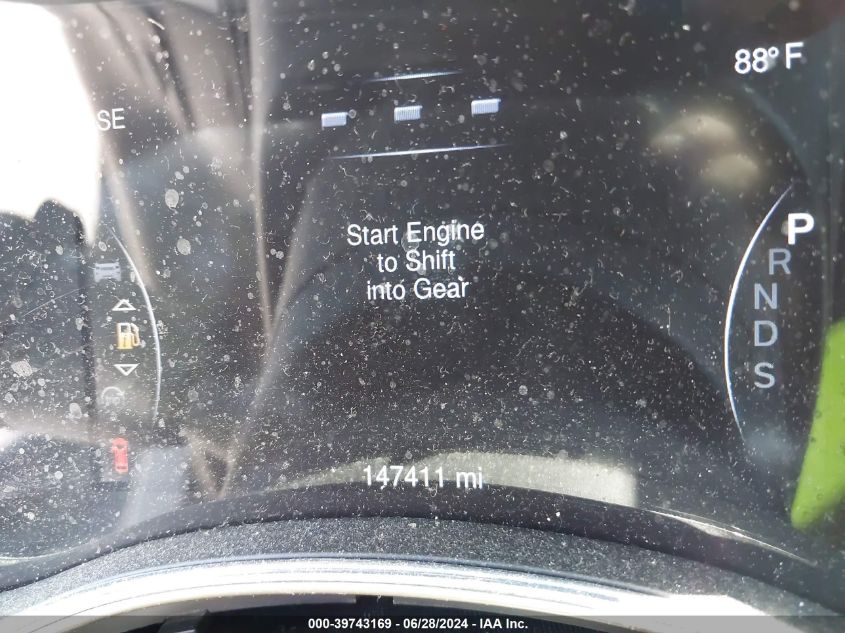 88° F
SE
Start Engine
to Shift
into Gear
P
R
N
D
S
147411 mi
000-39743169 - 06/28/2024 - IAA Inc.